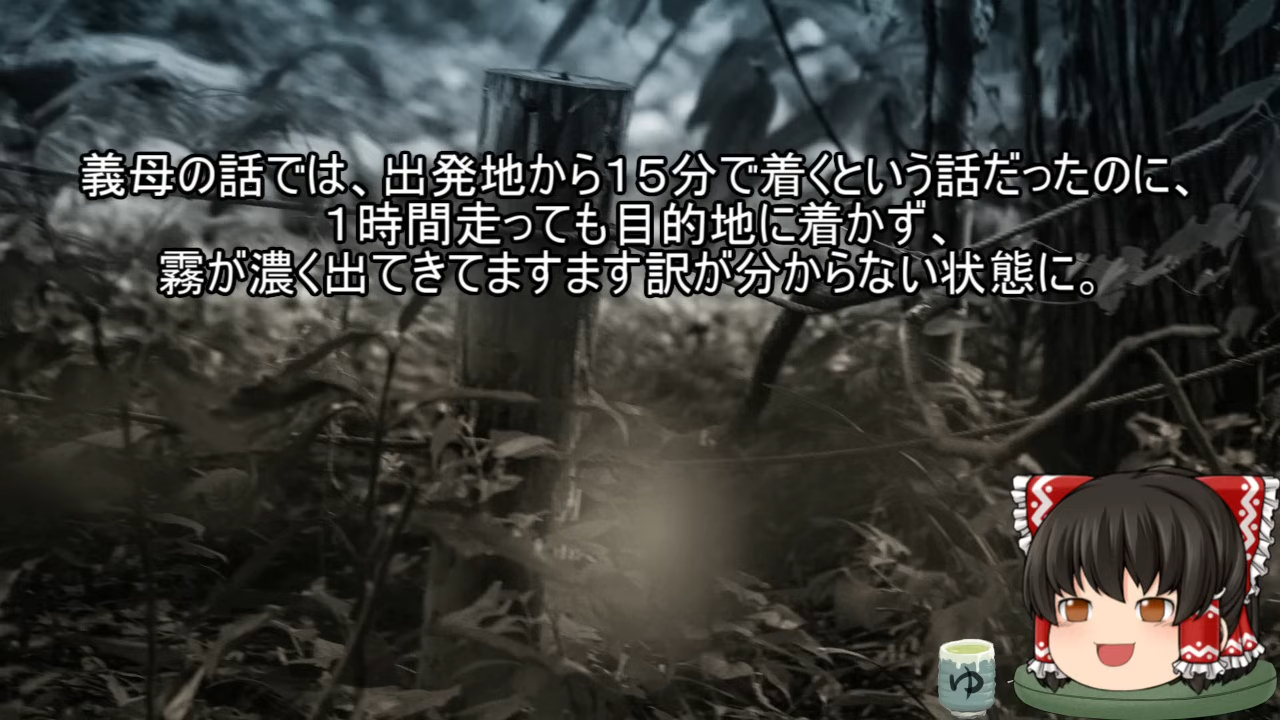 義母の話では、出発地から１５分で着くという話だったのに、
１時間走っても目的地に着かず、
霧が濃く出てきてますます訳が分からない状態に。
ゆ